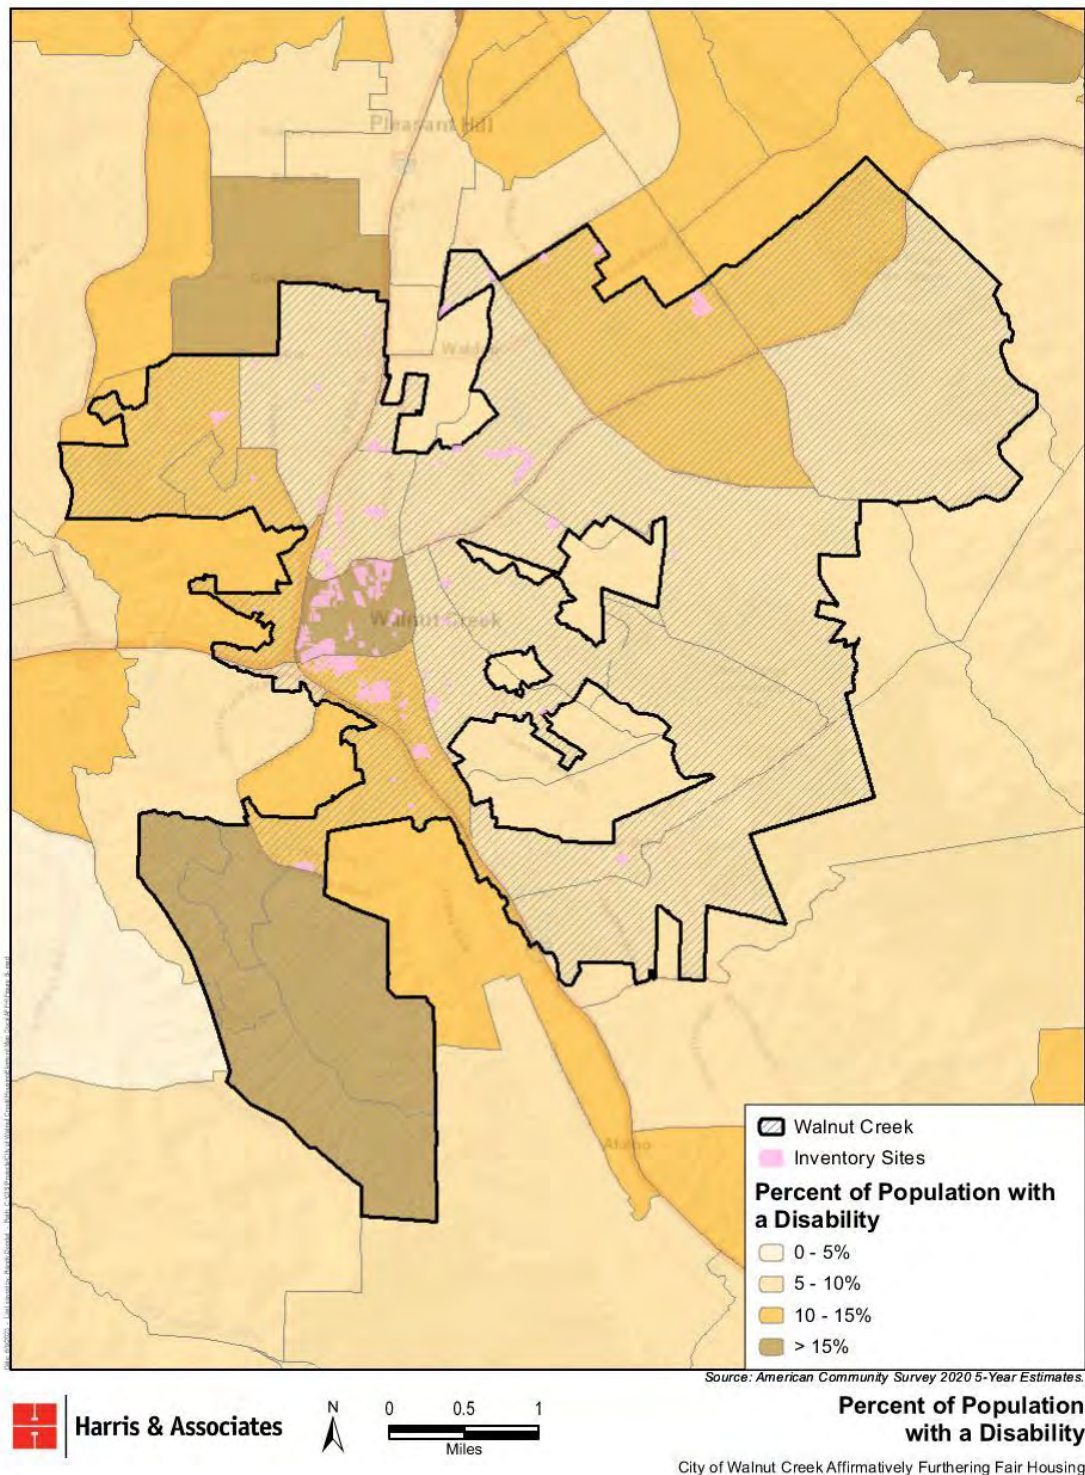 Pleasant Hill
Walnut Creek
Alamo
Walnut Creek
Inventory Sites
Percent of Population with
a Disability
0 - 5%
5 - 10%
10 - 15%
> 15%
Source: American Community Survey 2020 5-Year Estimates.
Harris & Associates
N
0 0.5 1
Miles
Percent of Population
with a Disability
City of Walnut Creek Affirmatively Furthering Fair Housing